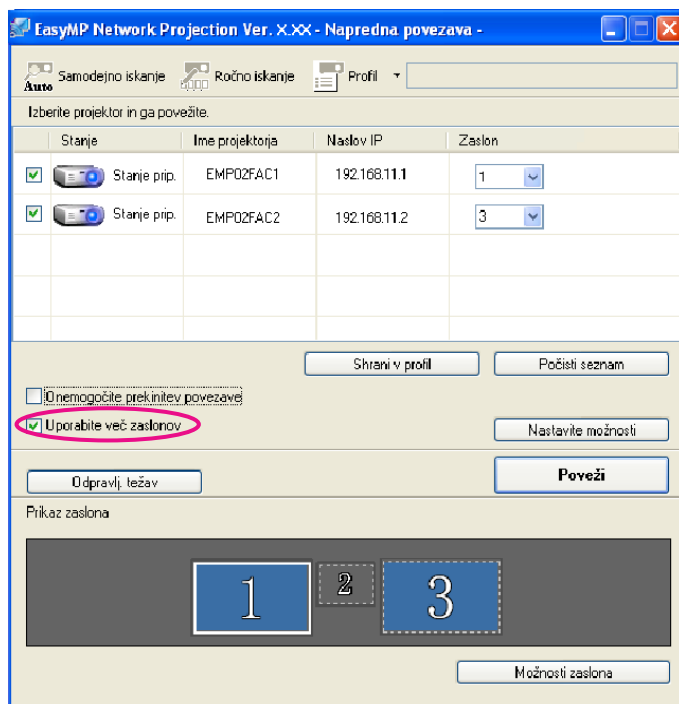 EasyMP Network Projection Ver. X.XX - Napredna povezava -
Auto Samodejno iskanje Ročno iskanje Profil
Izberite projektor in ga povežite.
Stanje Ime projektorja Naslov IP Zaslon
Stanje prip. EMP02FAC1 192.168.11.1 1
Stanje prip. EMP02FAC2 192.168.11.2 3
Shrani v profil Počisti seznam
Onemogočite prekinitev povezave
Uporabite več zaslonov
Nastavite možnosti
Odpravlj. težav Poveži
Prikaz zaslona
1 2 3
Možnosti zaslona